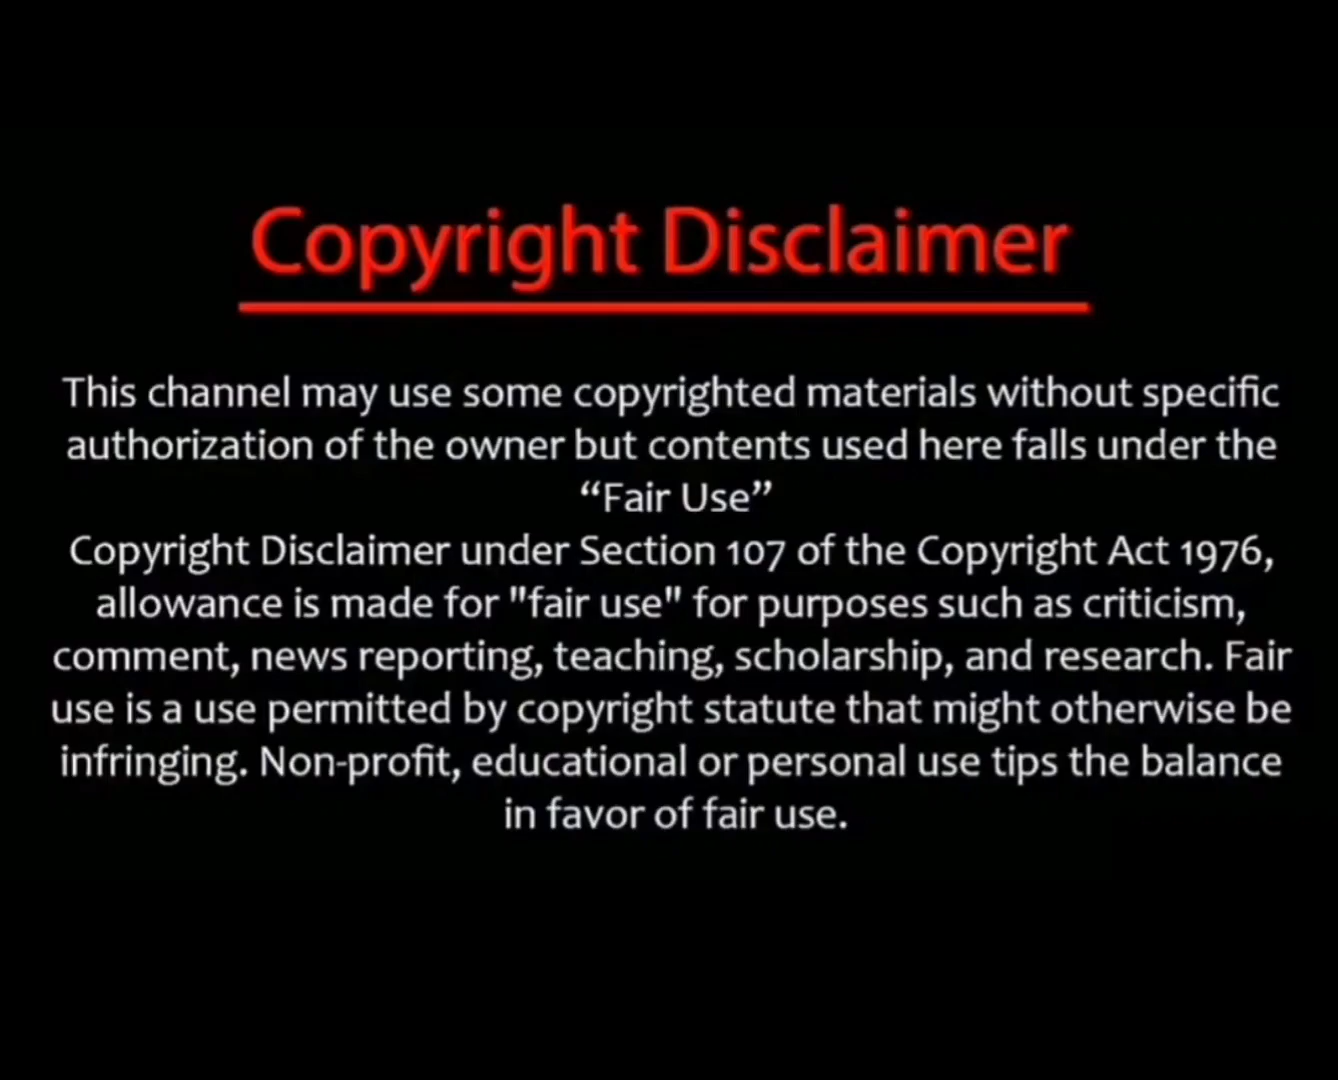 Copyright Disclaimer
This channel may use some copyrighted materials without specific
authorization of the owner but contents used here falls under the
“Fair Use”
Copyright Disclaimer under Section 107 of the Copyright Act 1976,
allowance is made for "fair use" for purposes such as criticism,
comment, news reporting, teaching, scholarship, and research. Fair
use is a use permitted by copyright statute that might otherwise be
infringing. Non-profit, educational or personal use tips the balance
in favor of fair use.